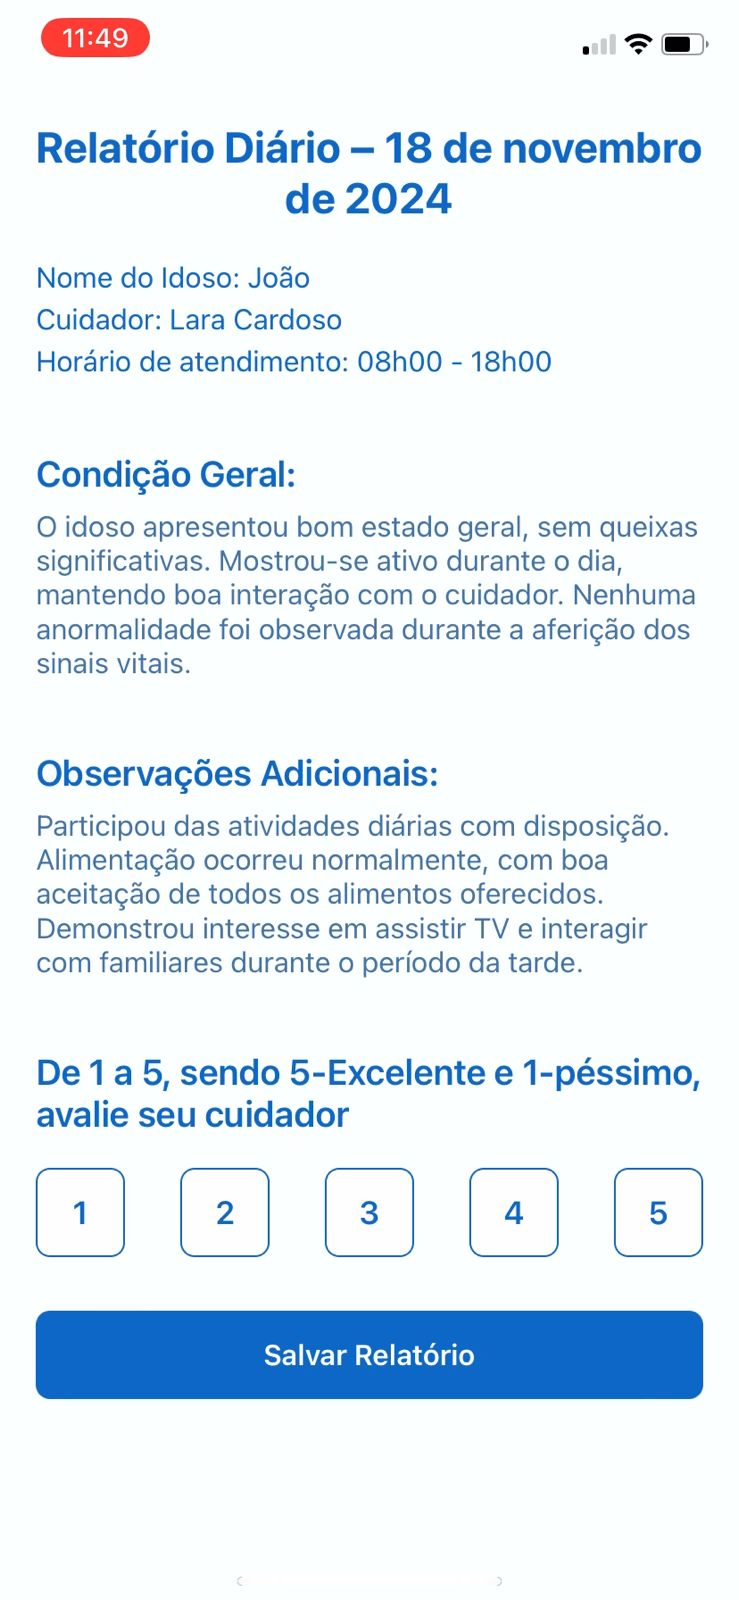 11:49
Relatório Diário – 18 de novembro
de 2024
Nome do Idoso: João
Cuidador: Lara Cardoso
Horário de atendimento: 08h00 - 18h00
Condição Geral:
O idoso apresentou bom estado geral, sem queixas
significativas. Mostrou-se ativo durante o dia,
mantendo boa interação com o cuidador. Nenhuma
anormalidade foi observada durante a aferição dos
sinais vitais.
Observações Adicionais:
Participou das atividades diárias com disposição.
Alimentação ocorreu normalmente, com boa
aceitação de todos os alimentos oferecidos.
Demonstrou interesse em assistir TV e interagir
com familiares durante o período da tarde.
De 1 a 5, sendo 5-Excelente e 1-péssimo,
avalie seu cuidador
1 2 3 4 5
Salvar Relatório